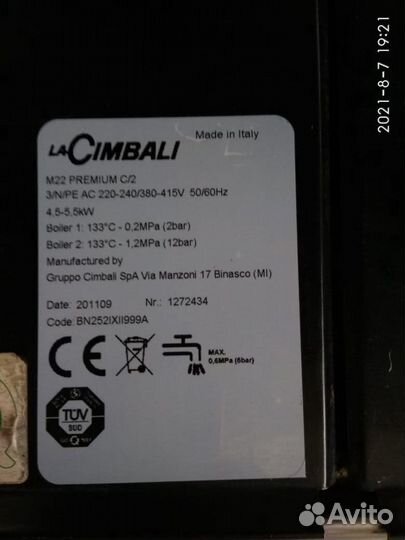 2021-8-7 19:21
Made in Italy
LA CIMBALI
M22 PREMIUM C/2
3/N/PE AC 220-240/380-415V 50/60Hz
4,5-5,5kW
Boiler 1: 133°C - 0,2MPa (2bar)
Boiler 2: 133°C - 1,2MPa (12bar)
Manufactured by
Gruppo Cimbali SpA Via Manzoni 17 Binasco (MI)
Date: 201109 Nr.: 1272434
Code: BN252IXII999A
CE
MAX.
0,6MPa (6bar)
TÜV
SUD
Avito